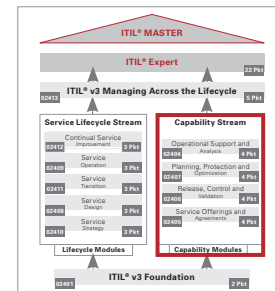 ITIL® MASTER
ITIL® Expert
22 Pkt
ITIL® v3 Managing Across the Lifecycle
02413
5 Pkt
Service Lifecycle Stream
Continual Service
02412 Improvement 3 Pkt
Service
02409 Operation 3 Pkt
Service
02411 Transition 3 Pkt
Service
02408 Design 3 Pkt
Service
02410 Strategy 3 Pkt
Lifecycle Modules
Capability Stream
Operational Support and
02404 Analysis 4 Pkt
Planning, Protection and
02407 Optimization 4 Pkt
Release, Control and
02406 Validation 4 Pkt
Service Offerings and
02405 Agreements 4 Pkt
Capability Modules
ITIL® v3 Foundation
02401
2 Pkt